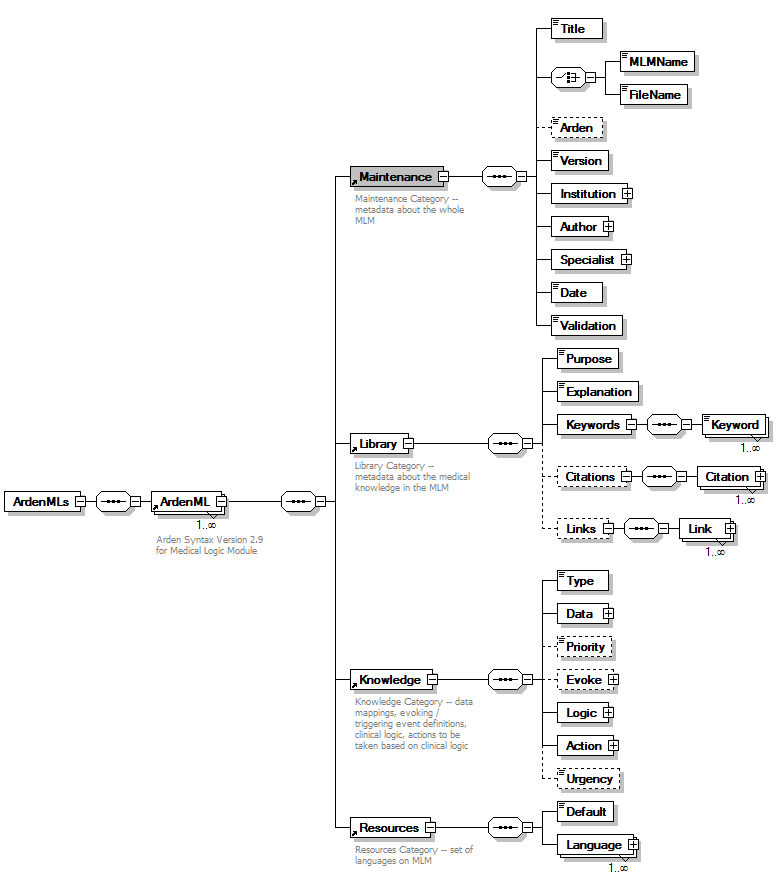 Title
MLMName
FileName
Arden
Version
Maintenance
Maintenance Category --
metadata about the whole
MLM
Institution
Author
Specialist
Date
Validation
Purpose
Explanation
Keywords
Keyword
1..∞
Library
Library Category --
metadata about the medical
knowledge in the MLM
Citations
Citation
1..∞
Links
Link
1..∞
ArdenMLs
ArdenML
1..∞
Arden Syntax Version 2.9
for Medical Logic Module
Type
Data
Priority
Knowledge
Knowledge Category -- data
mappings, evoking /
triggering event definitions,
clinical logic, actions to be
taken based on clinical logic
Evoke
Logic
Action
Urgency
Resources
Resources Category -- set of
languages on MLM
Default
Language
1..∞